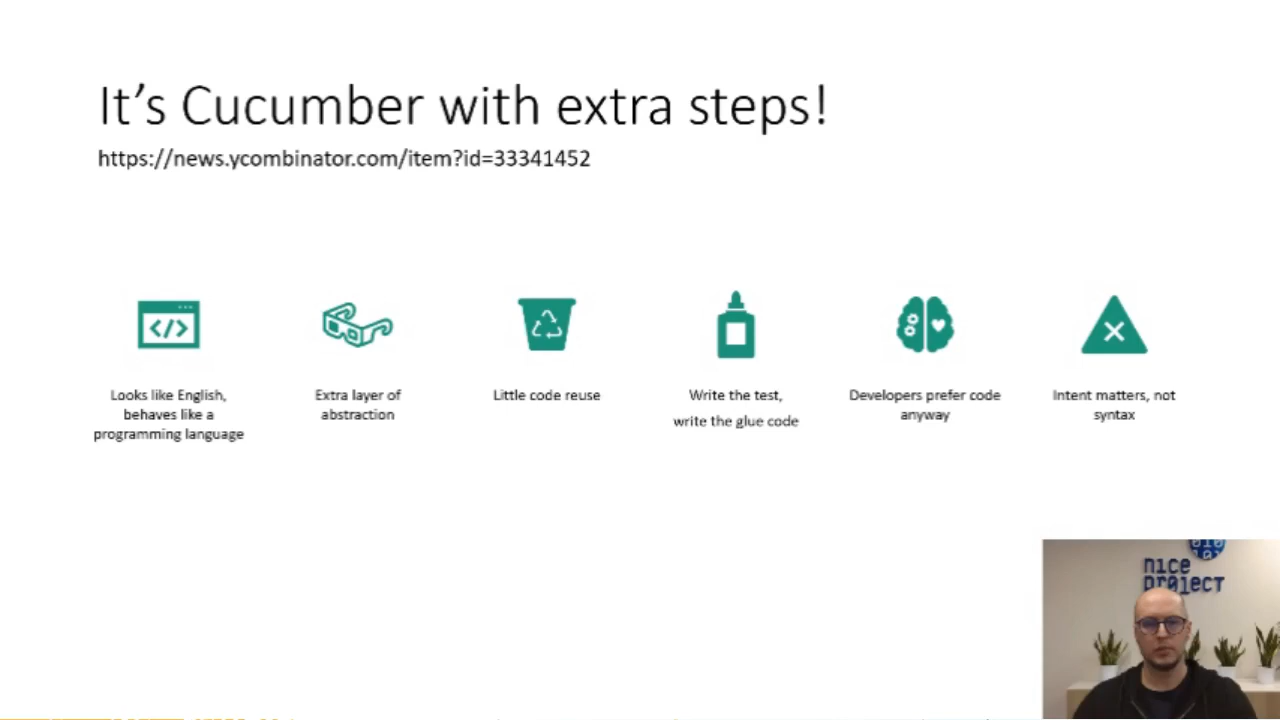 It's Cucumber with extra steps!
https://news.ycombinator.com/item?id=33341452
Looks like English,
behaves like a
programming language
Extra layer of
abstraction
Little code reuse
Write the test,
write the glue code
Developers prefer code
anyway
Intent matters, not
syntax
nice
pr0ject